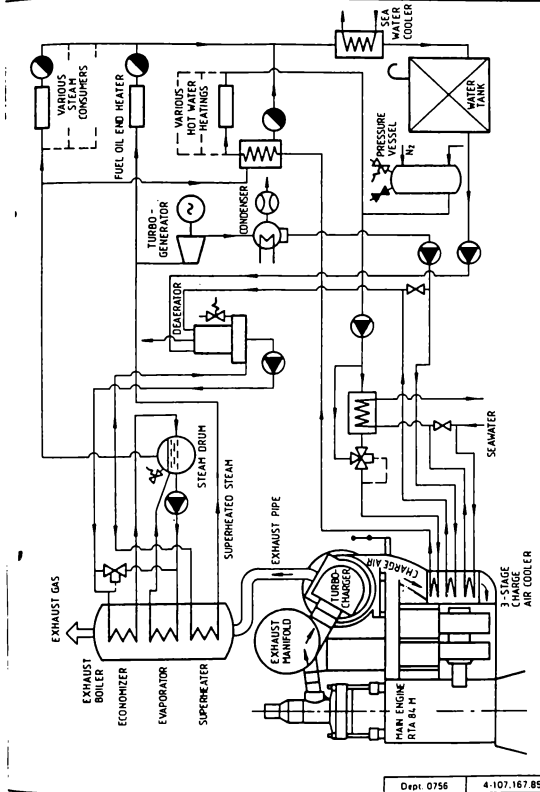 SEA
WATER
COOLER
VARIOUS
STEAM
CONSUMERS
FUEL OIL END HEATER
VARIOUS
HOT WATER
HEATINGS
WATER
TANK
PRESSURE
VESSEL
N₂
TURBO-
GENERATOR
CONDENSER
DEAERATOR
STEAM DRUM
SUPERHEATED STEAM
SEAWATER
EXHAUST GAS
EXHAUST
BOILER
ECONOMIZER
EVAPORATOR
SUPERHEATER
EXHAUST PIPE
EXHAUST
MANIFOLD
TURBO-
CHARGER
CHARGE AIR
3-STAGE
CHARGE
AIR COOLER
MAIN ENGINE
RTA 84 M
Dept. 0756
4-107.167.85